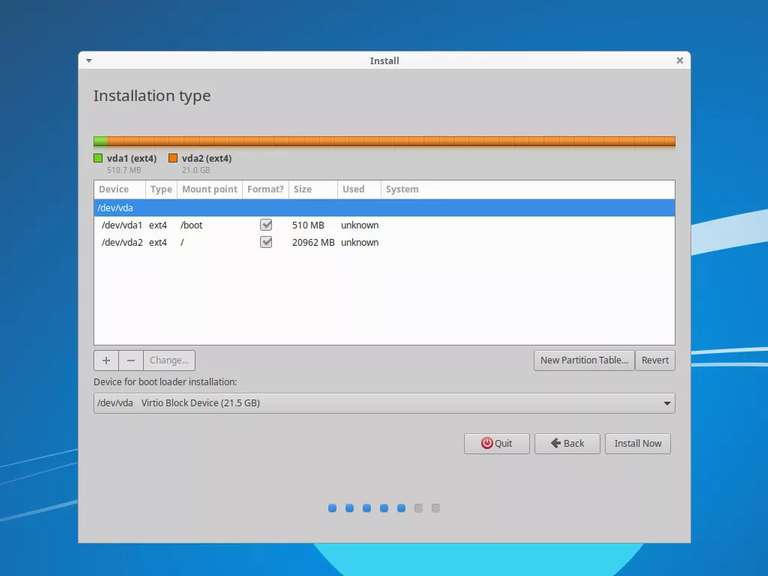 Install
Installation type
vda1 (ext4) vda2 (ext4)
510.7 MB 21.0 GB
Device Type Mount point Format? Size Used System
/dev/vda
/dev/vda1 ext4 /boot 510 MB unknown
/dev/vda2 ext4 / 20962 MB unknown
+ − Change... New Partition Table... Revert
Device for boot loader installation:
/dev/vda Virtio Block Device (21.5 GB)
Quit Back Install Now